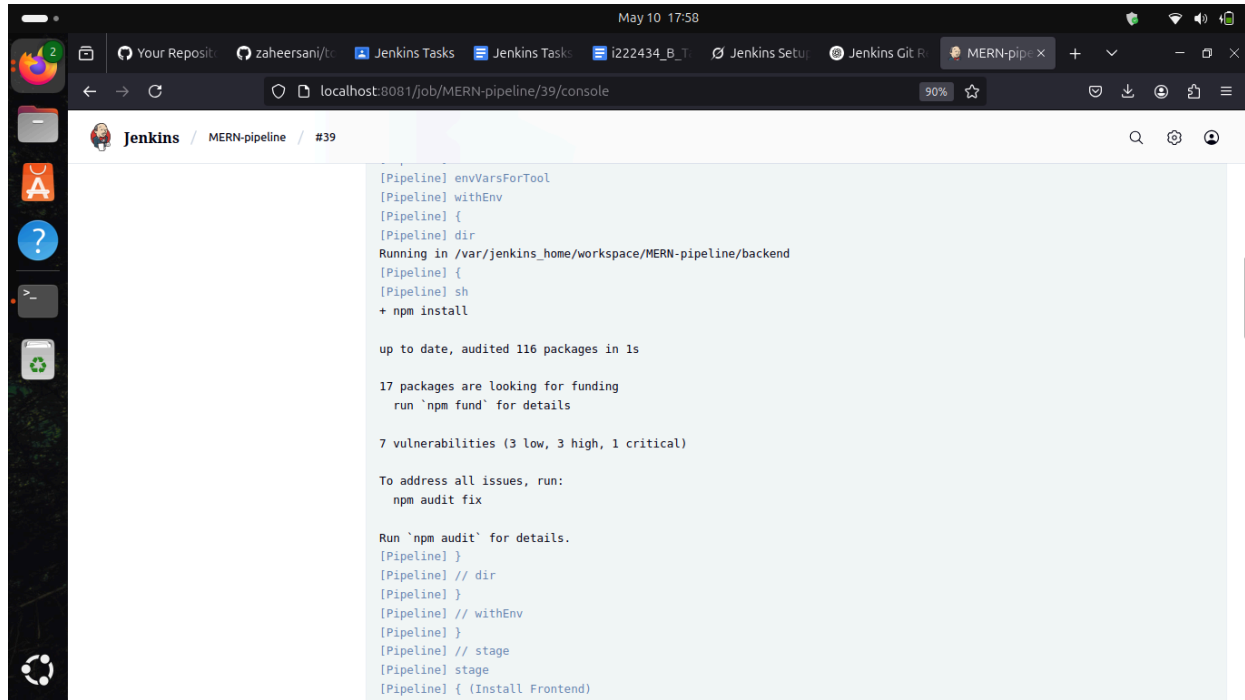 May 10 17:58
2
Your Reposit
zaheersani/to
Jenkins Tasks
Jenkins Tasks
i222434_B_T
Jenkins Setup
Jenkins Git R
MERN-pipe
localhost:8081/job/MERN-pipeline/39/console
90%
Jenkins / MERN-pipeline / #39
[Pipeline] envVarsForTool
[Pipeline] withEnv
[Pipeline] {
[Pipeline] dir
Running in /var/jenkins_home/workspace/MERN-pipeline/backend
[Pipeline] {
[Pipeline] sh
+ npm install
up to date, audited 116 packages in 1s
17 packages are looking for funding
run `npm fund` for details
7 vulnerabilities (3 low, 3 high, 1 critical)
To address all issues, run:
npm audit fix
Run `npm audit` for details.
[Pipeline] }
[Pipeline] // dir
[Pipeline] }
[Pipeline] // withEnv
[Pipeline] }
[Pipeline] // stage
[Pipeline] stage
[Pipeline] { (Install Frontend)